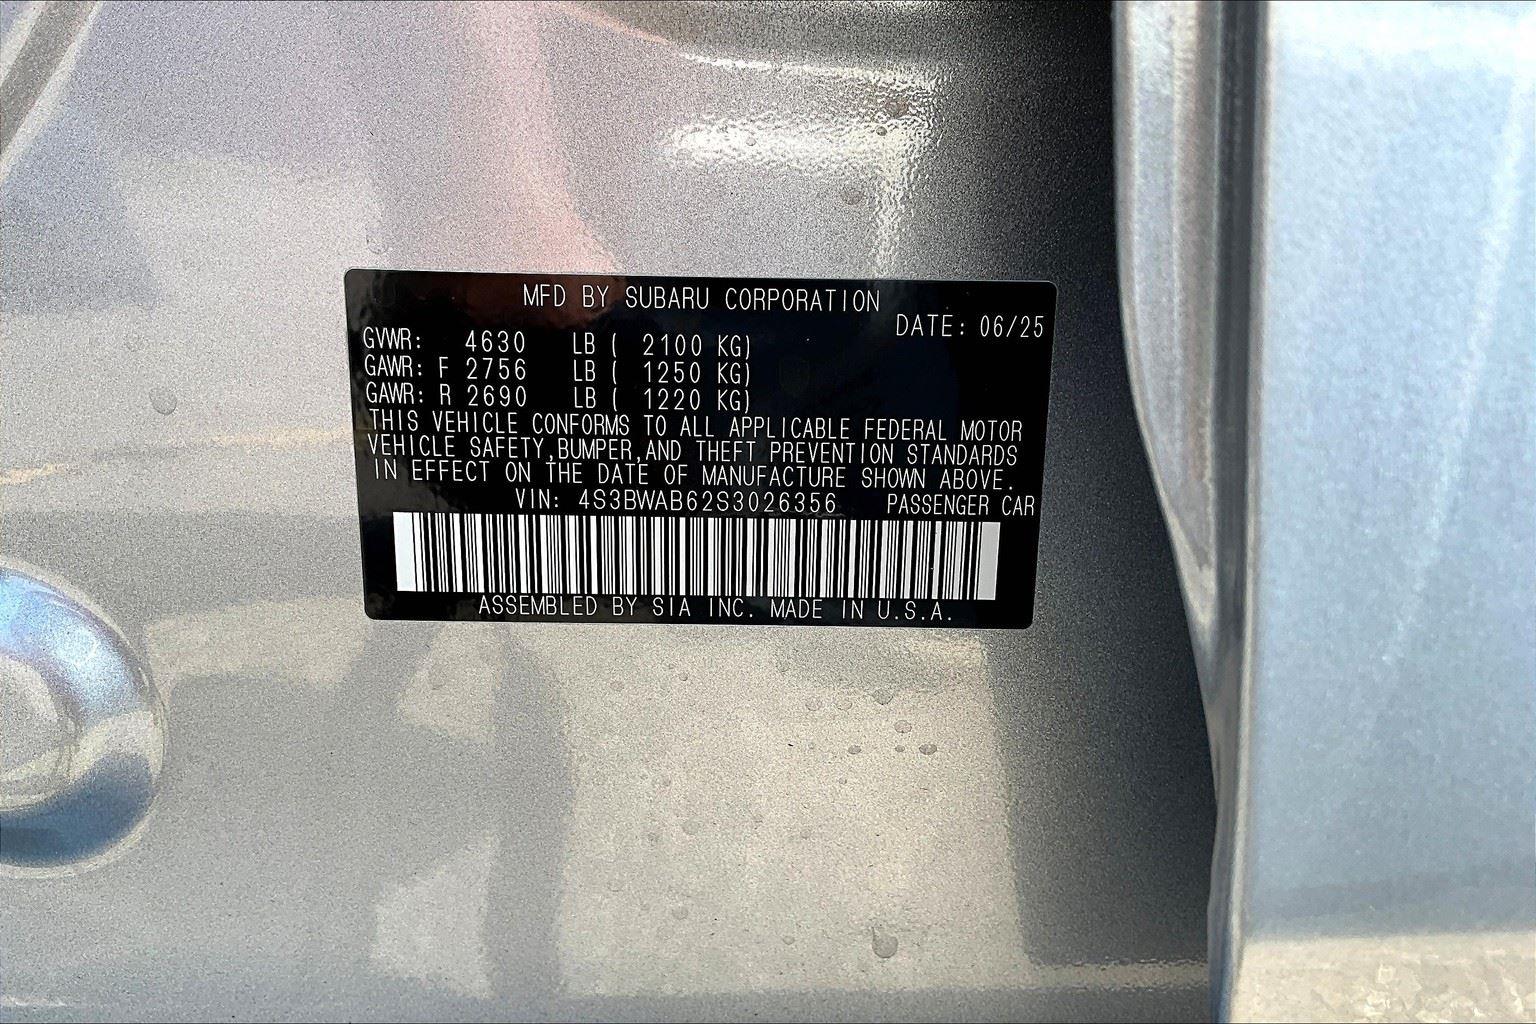 MFD BY SUBARU CORPORATION
DATE: 06/25
GVWR: 4630 LB ( 2100 KG)
GAWR: F 2756 LB ( 1250 KG)
GAWR: R 2690 LB ( 1220 KG)
THIS VEHICLE CONFORMS TO ALL APPLICABLE FEDERAL MOTOR
VEHICLE SAFETY,BUMPER,AND THEFT PREVENTION STANDARDS
IN EFFECT ON THE DATE OF MANUFACTURE SHOWN ABOVE.
VIN: 4S3BWAB62S3026356 PASSENGER CAR
ASSEMBLED BY SIA INC. MADE IN U.S.A.